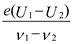 e(U₁ – U₂)
ν₁ – ν₂